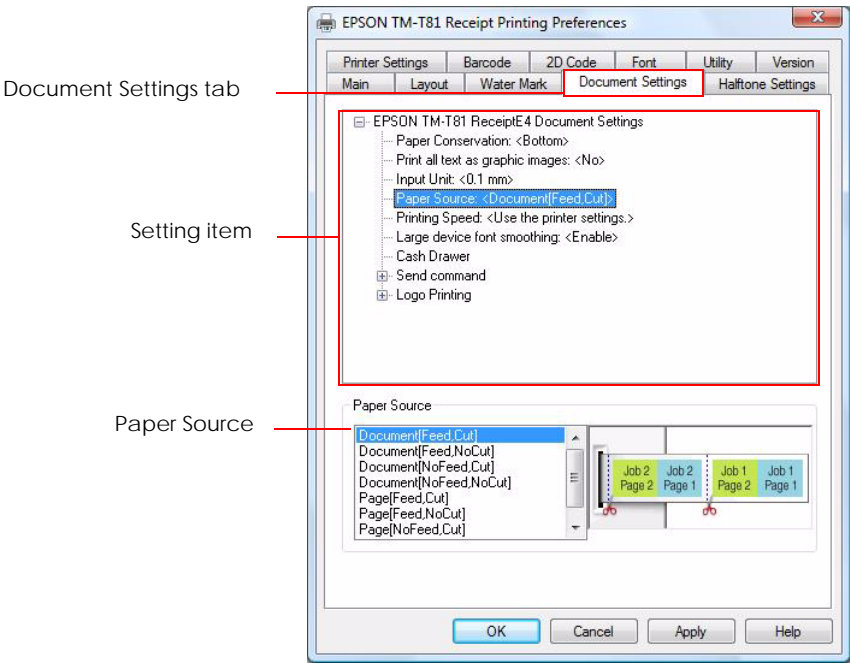 EPSON TM-T81 Receipt Printing Preferences
Printer Settings Barcode 2D Code Font Utility Version
Main Layout Water Mark Document Settings Halftone Settings
Document Settings tab
EPSON TM-T81 ReceiptE4 Document Settings
Paper Conservation: <Bottom>
Print all text as graphic images: <No>
Input Unit: <0.1 mm>
Paper Source: <Document[Feed,Cut]>
Printing Speed: <Use the printer settings.>
Setting item
Large device font smoothing: <Enable>
Cash Drawer
Send command
Logo Printing
Paper Source
Paper Source
Document[Feed,Cut]
Document[Feed,NoCut]
Document[NoFeed,Cut]
Document[NoFeed,NoCut]
Page[Feed,Cut]
Page[Feed,NoCut]
Page[NoFeed,Cut]
Job 2 Job 2 Job 1 Job 1
Page 2 Page 1 Page 2 Page 1
OK Cancel Apply Help